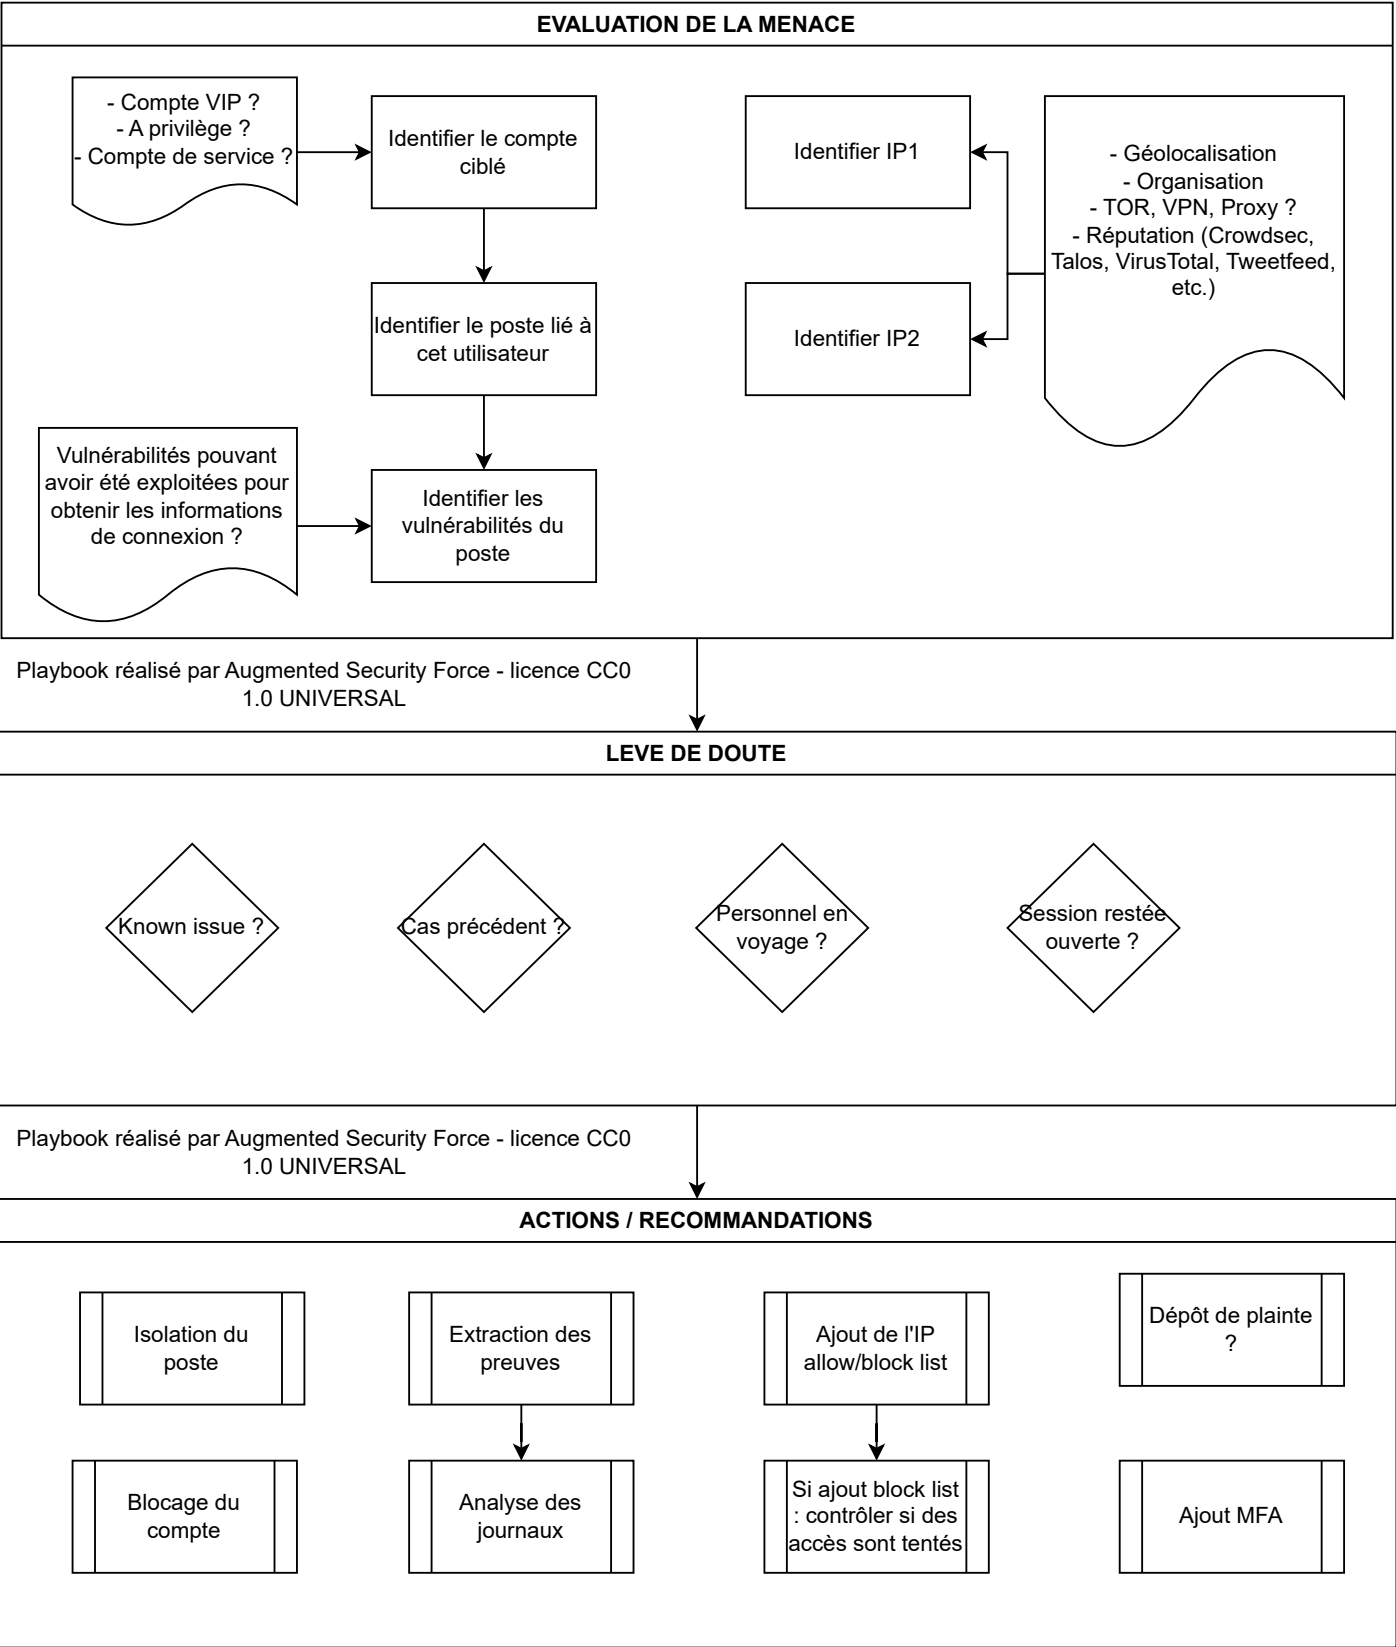 EVALUATION DE LA MENACE
- Compte VIP ?
- A privilège ?
- Compte de service ?
Identifier le compte
ciblé
Identifier IP1
- Géolocalisation
- Organisation
- TOR, VPN, Proxy ?
- Réputation (Crowdsec,
Talos, VirusTotal, Tweetfeed,
etc.)
Identifier le poste lié à
cet utilisateur
Identifier IP2
Vulnérabilités pouvant
avoir été exploitées pour
obtenir les informations
de connexion ?
Identifier les
vulnérabilités du
poste
Playbook réalisé par Augmented Security Force - licence CC0
1.0 UNIVERSAL
LEVE DE DOUTE
Known issue ?
Cas précédent ?
Personnel en
voyage ?
Session restée
ouverte ?
Playbook réalisé par Augmented Security Force - licence CC0
1.0 UNIVERSAL
ACTIONS / RECOMMANDATIONS
Isolation du
poste
Extraction des
preuves
Ajout de l'IP
allow/block list
Dépôt de plainte
?
Blocage du
compte
Analyse des
journaux
Si ajout block list
: contrôler si des
accès sont tentés
Ajout MFA